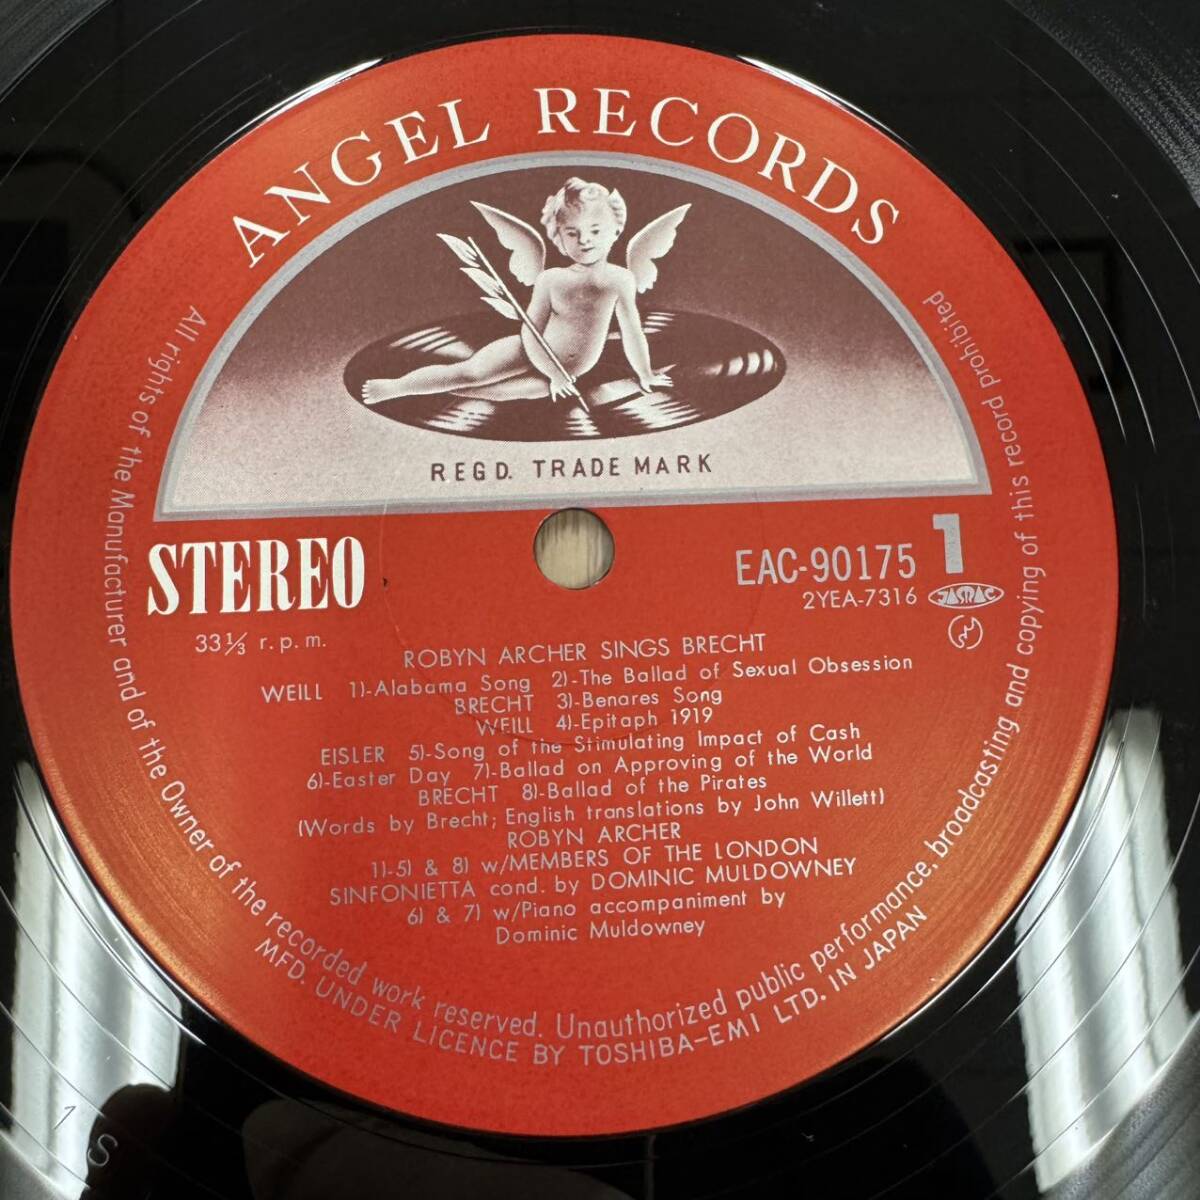 ANGEL RECORDS
REGD. TRADE MARK
STEREO
33⅓ r.p.m.
EAC-90175 1
2YEA-7316 JASRAC
ROBYN ARCHER SINGS BRECHT
WEILL 1)-Alabama Song 2)-The Ballad of Sexual Obsession
BRECHT 3)-Benares Song
WEILL 4)-Epitaph 1919
EISLER 5)-Song of the Stimulating Impact of Cash
6)-Easter Day 7)-Ballad on Approving of the World
BRECHT 8)-Ballad of the Pirates
(Words by Brecht; English translations by John Willett)
ROBYN ARCHER
1)-5) & 8) w/MEMBERS OF THE LONDON
SINFONIETTA cond. by DOMINIC MULDOWNEY
6) & 7) w/Piano accompaniment by
Dominic Muldowney
All rights of the Manufacturer and of the Owner of the recorded work reserved. Unauthorized public performance, broadcasting and copying of this record prohibited
MFD. UNDER LICENCE BY TOSHIBA-EMI LTD. IN JAPAN
1 S